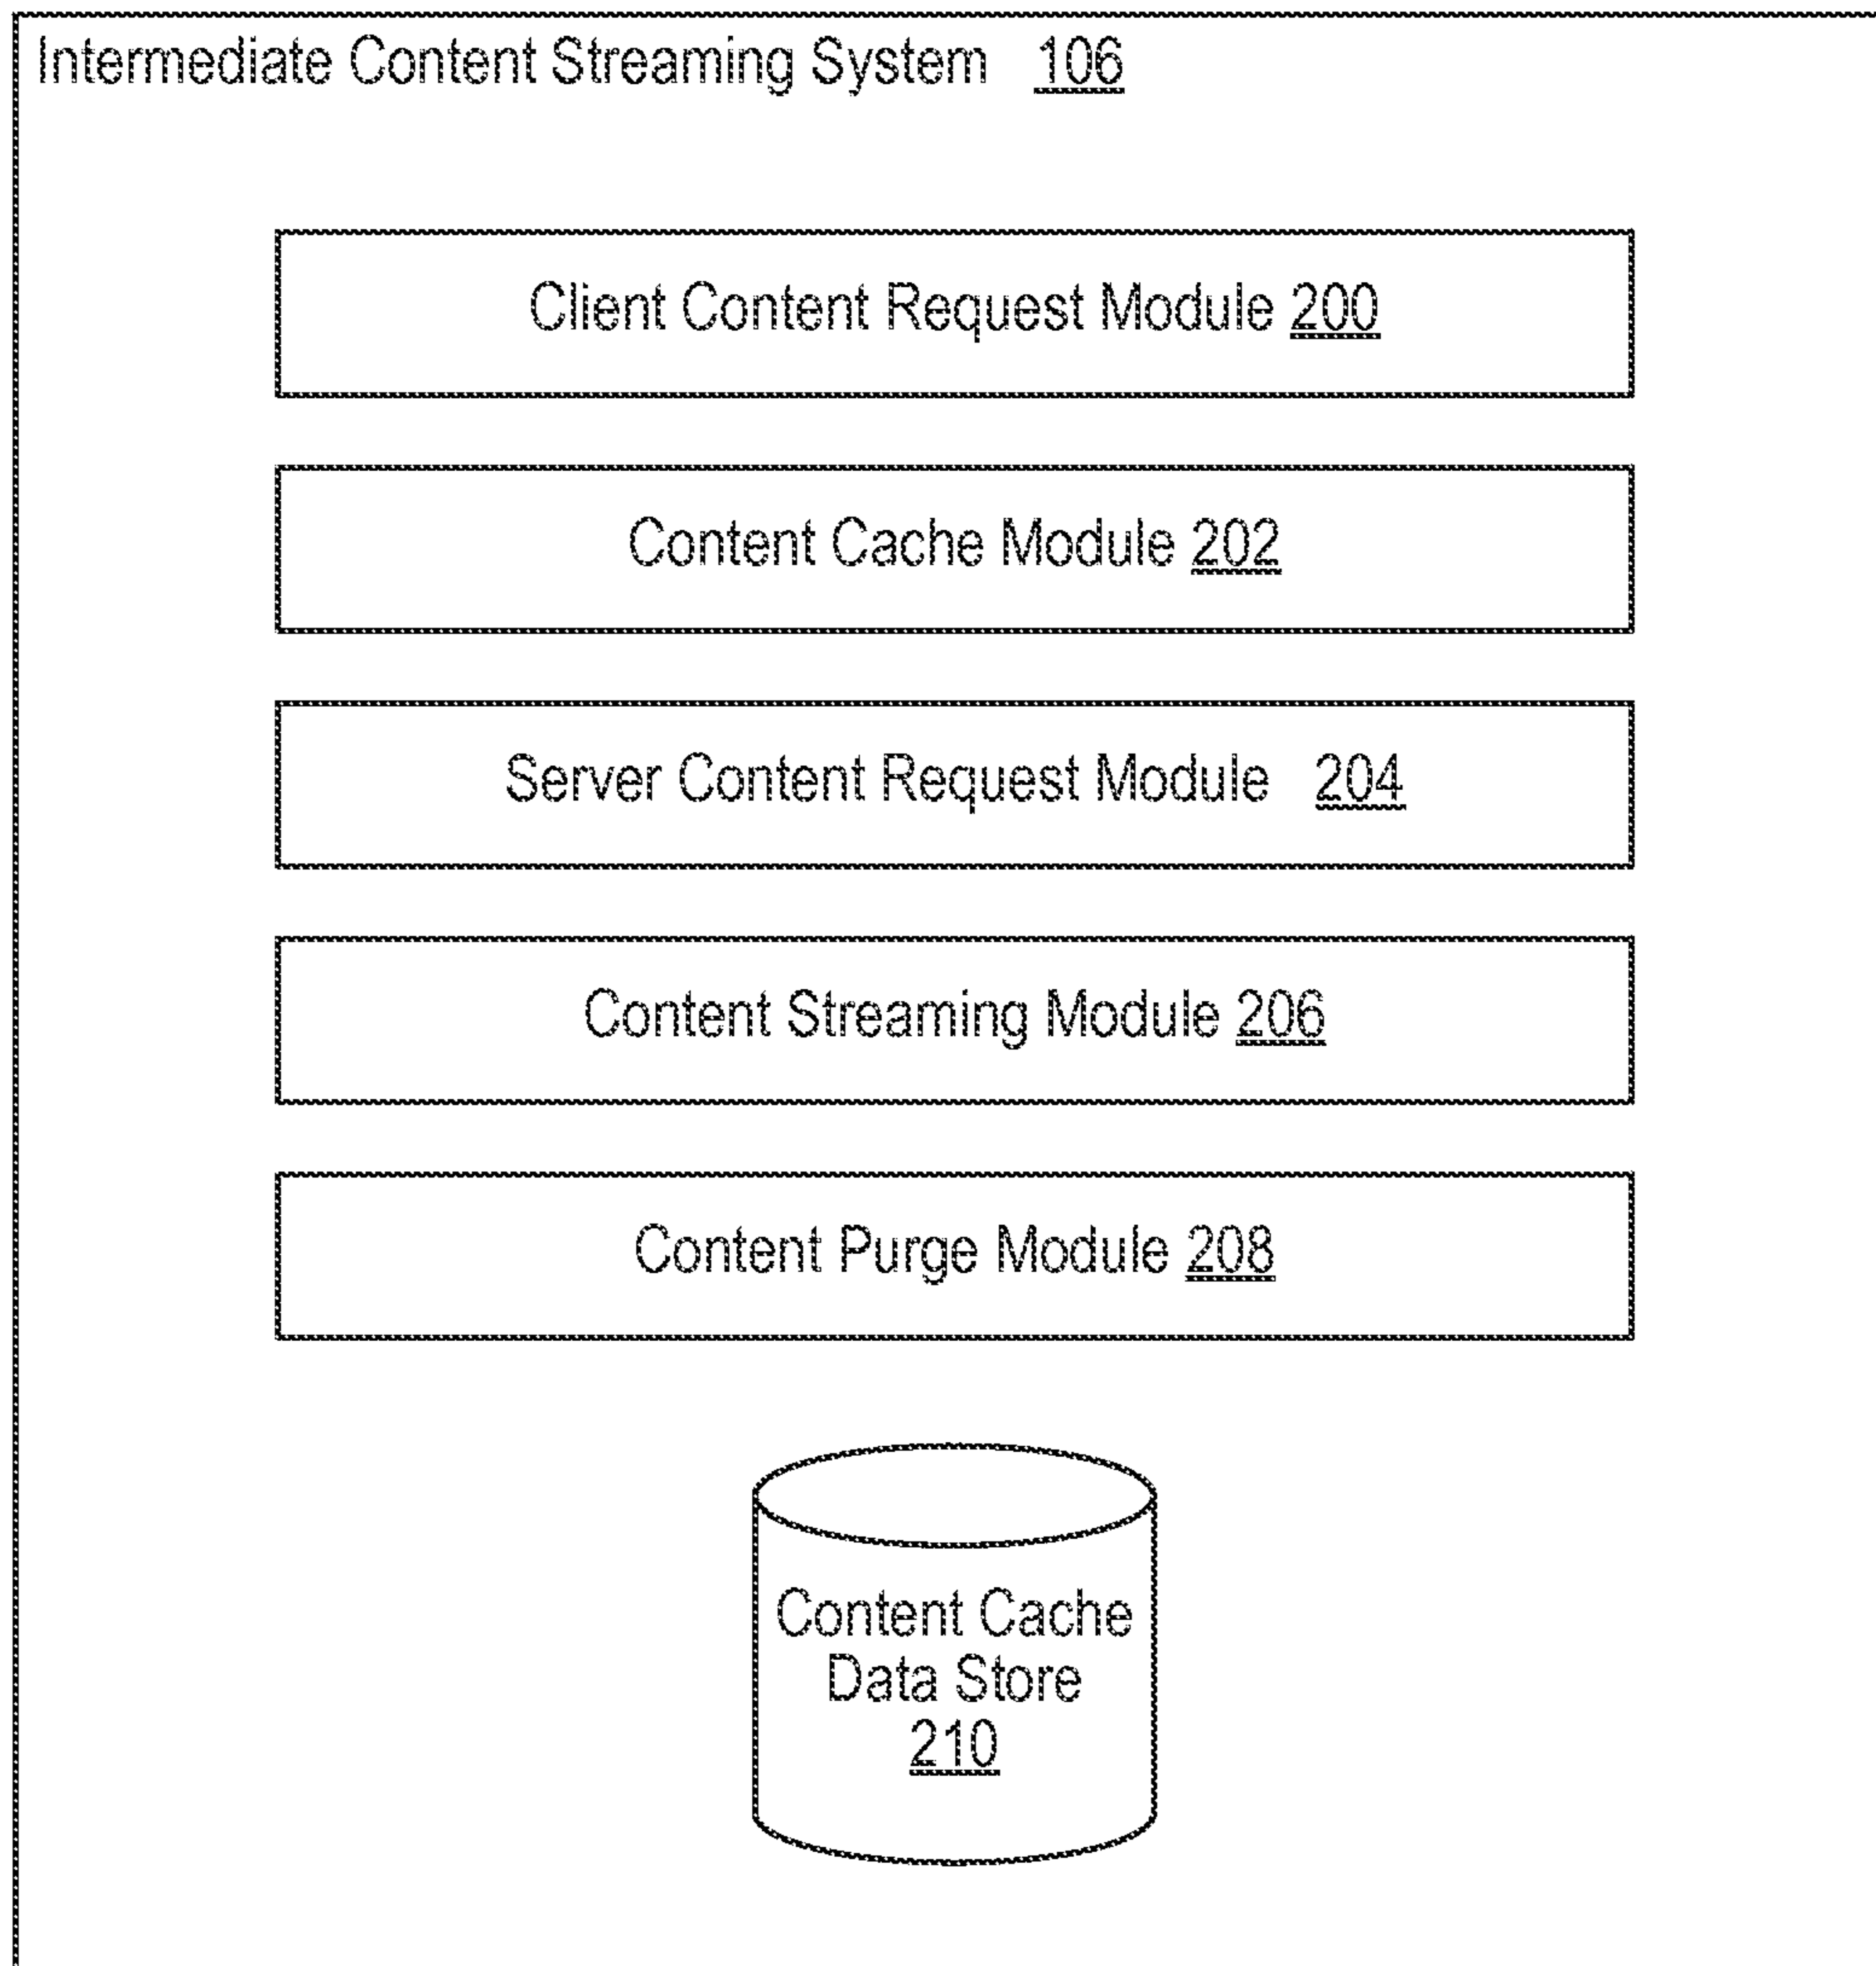 Intermediate Content Streaming System 106
Client Content Request Module 200
Content Cache Module 202
Server Content Request Module 204
Content Streaming Module 206
Content Purge Module 208
Content Cache
Data Store
210